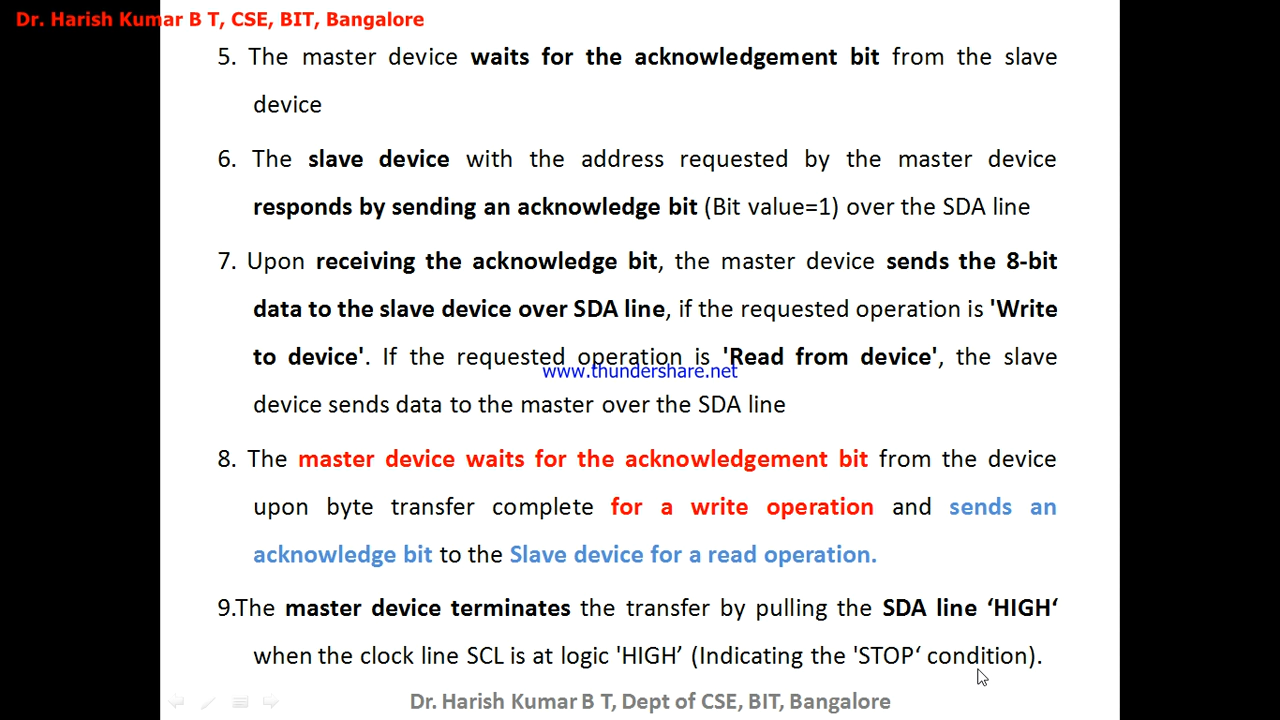 Dr. Harish Kumar B T, CSE, BIT, Bangalore
5. The master device waits for the acknowledgement bit from the slave
device
6. The slave device with the address requested by the master device
responds by sending an acknowledge bit (Bit value=1) over the SDA line
7. Upon receiving the acknowledge bit, the master device sends the 8-bit
data to the slave device over SDA line, if the requested operation is 'Write
to device'. If the requested operation is 'Read from device', the slave
www.thundershare.net
device sends data to the master over the SDA line
8. The master device waits for the acknowledgement bit from the device
upon byte transfer complete for a write operation and sends an
acknowledge bit to the Slave device for a read operation.
9.The master device terminates the transfer by pulling the SDA line ‘HIGH‘
when the clock line SCL is at logic 'HIGH’ (Indicating the 'STOP‘ condition).
Dr. Harish Kumar B T, Dept of CSE, BIT, Bangalore